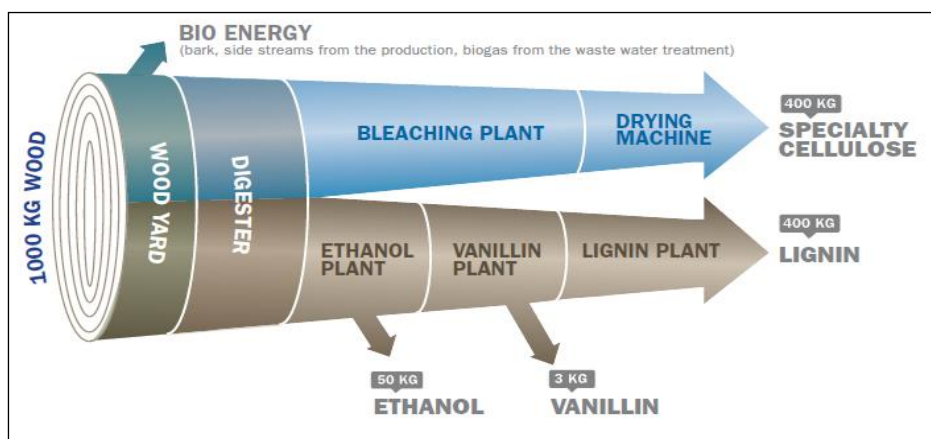 BIO ENERGY
(bark, side streams from the production, biogas from the waste water treatment)
1000 KG WOOD
WOOD YARD
DIGESTER
BLEACHING PLANT
DRYING
MACHINE
400 KG
SPECIALTY
CELLULOSE
ETHANOL
PLANT
VANILLIN
PLANT
LIGNIN PLANT
400 KG
LIGNIN
50 KG
ETHANOL
3 KG
VANILLIN